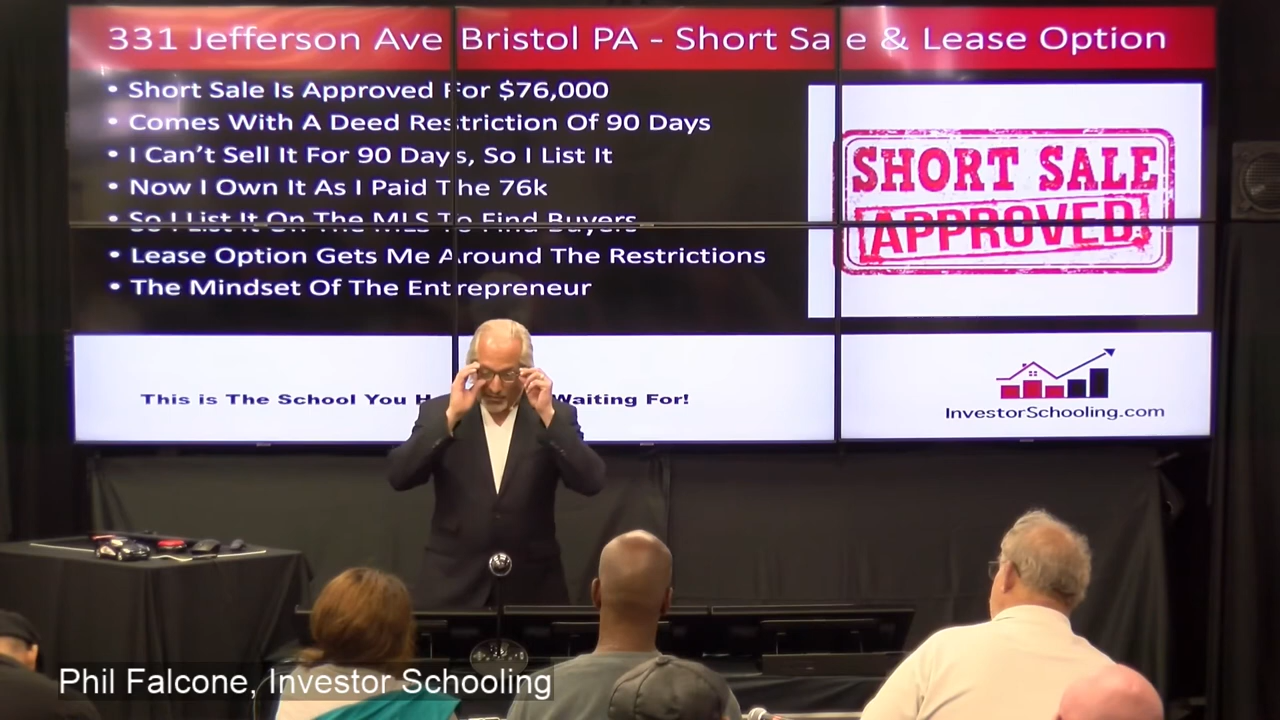 331 Jefferson Ave Bristol PA - Short Sale & Lease Option
• Short Sale Is Approved For $76,000
• Comes With A Deed Restriction Of 90 Days
• I Can't Sell It For 90 Days, So I List It
• Now I Own It As I Paid The 76k
• So I List It On The MLS To Find Buyers
• Lease Option Gets Me Around The Restrictions
• The Mindset Of The Entrepreneur
SHORT SALE
APPROVED
This is The School You H Waiting For!
InvestorSchooling.com
Phil Falcone, Investor Schooling